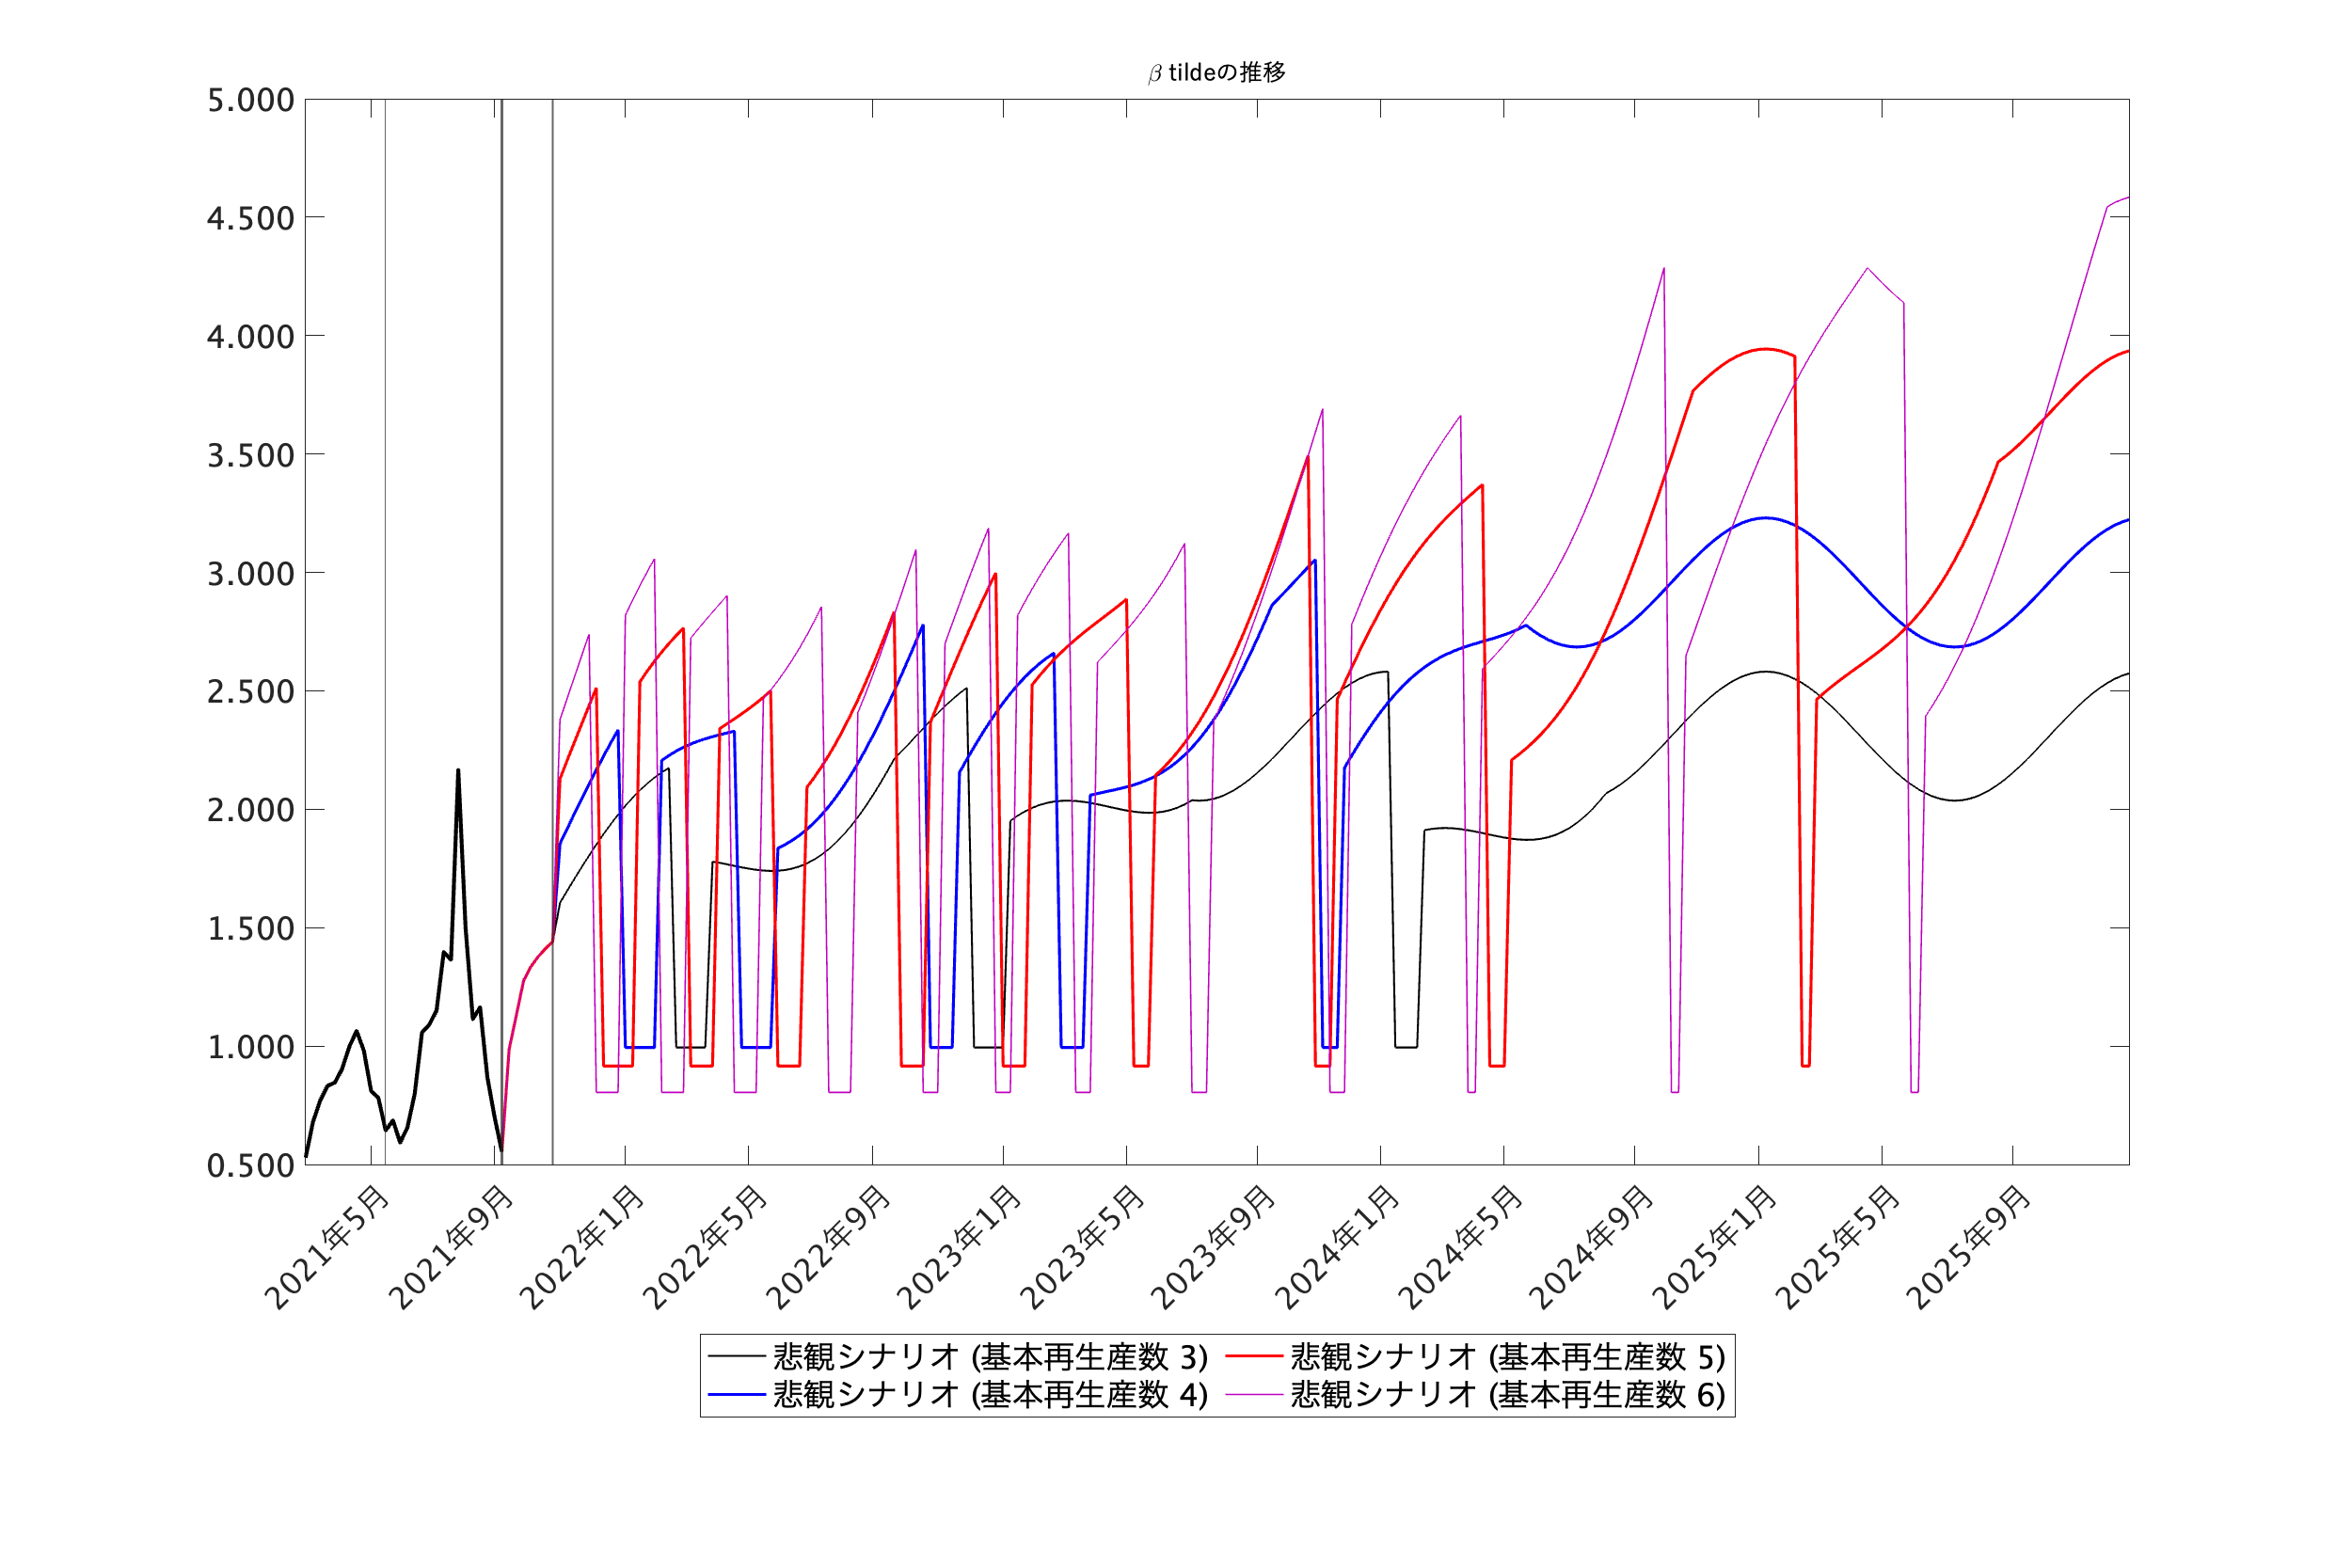 β tildeの推移
5.000
4.500
4.000
3.500
3.000
2.500
2.000
1.500
1.000
0.500
2021年5月
2021年9月
2022年1月
2022年5月
2022年9月
2023年1月
2023年5月
2023年9月
2024年1月
2024年5月
2024年9月
2025年1月
2025年5月
2025年9月
悲観シナリオ (基本再生産数 3)
悲観シナリオ (基本再生産数 5)
悲観シナリオ (基本再生産数 4)
悲観シナリオ (基本再生産数 6)